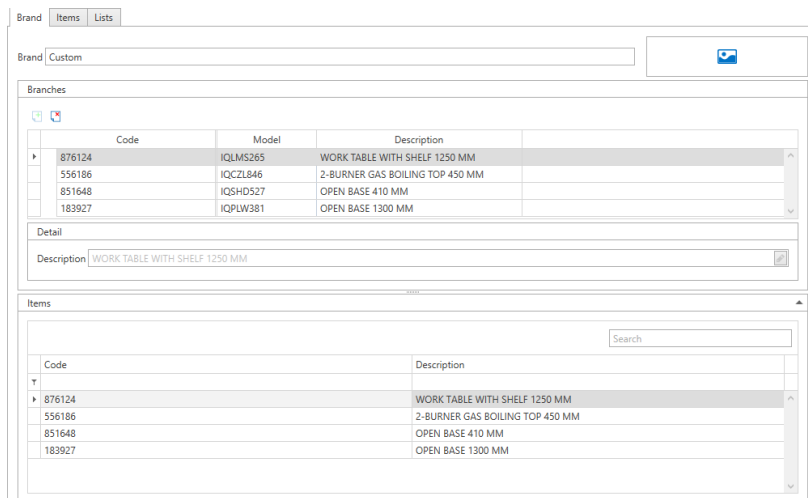 Brand Items Lists
Brand Custom
Branches
Code Model Description
876124 IQLMS265 WORK TABLE WITH SHELF 1250 MM
556186 IQCZL846 2-BURNER GAS BOILING TOP 450 MM
851648 IQSHD527 OPEN BASE 410 MM
183927 IQPLW381 OPEN BASE 1300 MM
Detail
Description WORK TABLE WITH SHELF 1250 MM
Items
Search
Code Description
876124 WORK TABLE WITH SHELF 1250 MM
556186 2-BURNER GAS BOILING TOP 450 MM
851648 OPEN BASE 410 MM
183927 OPEN BASE 1300 MM